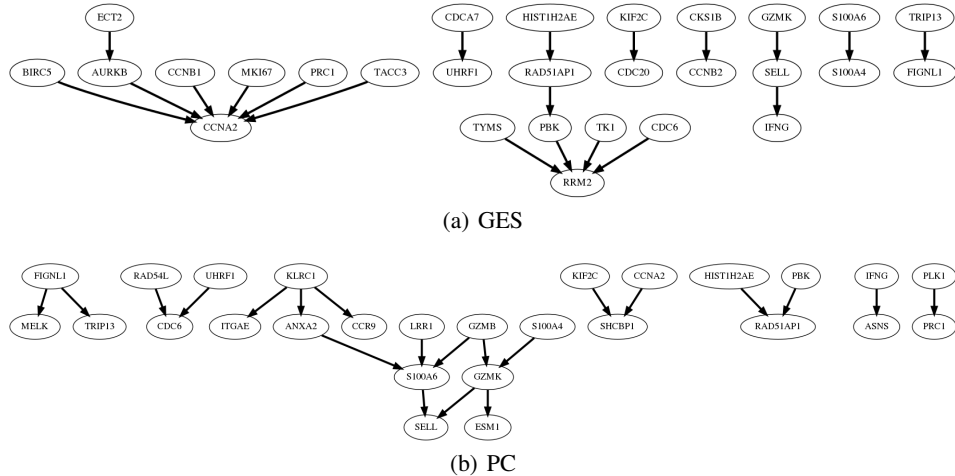 ECT2 CDCA7 HIST1H2AE KIF2C CKS1B GZMK S100A6 TRIP13
BIRC5 AURKB CCNB1 MKI67 PRC1 TACC3 UHRF1 RAD51AP1 CDC20 CCNB2 SELL S100A4 FIGNL1
CCNA2 TYMS PBK TK1 CDC6 IFNG
RRM2
(a) GES
FIGNL1 RAD54L UHRF1 KLRC1 KIF2C CCNA2 HIST1H2AE PBK IFNG PLK1
MELK TRIP13 CDC6 ITGAE ANXA2 CCR9 LRR1 GZMB S100A4 SHCBP1 RAD51AP1 ASNS PRC1
S100A6 GZMK
SELL ESM1
(b) PC